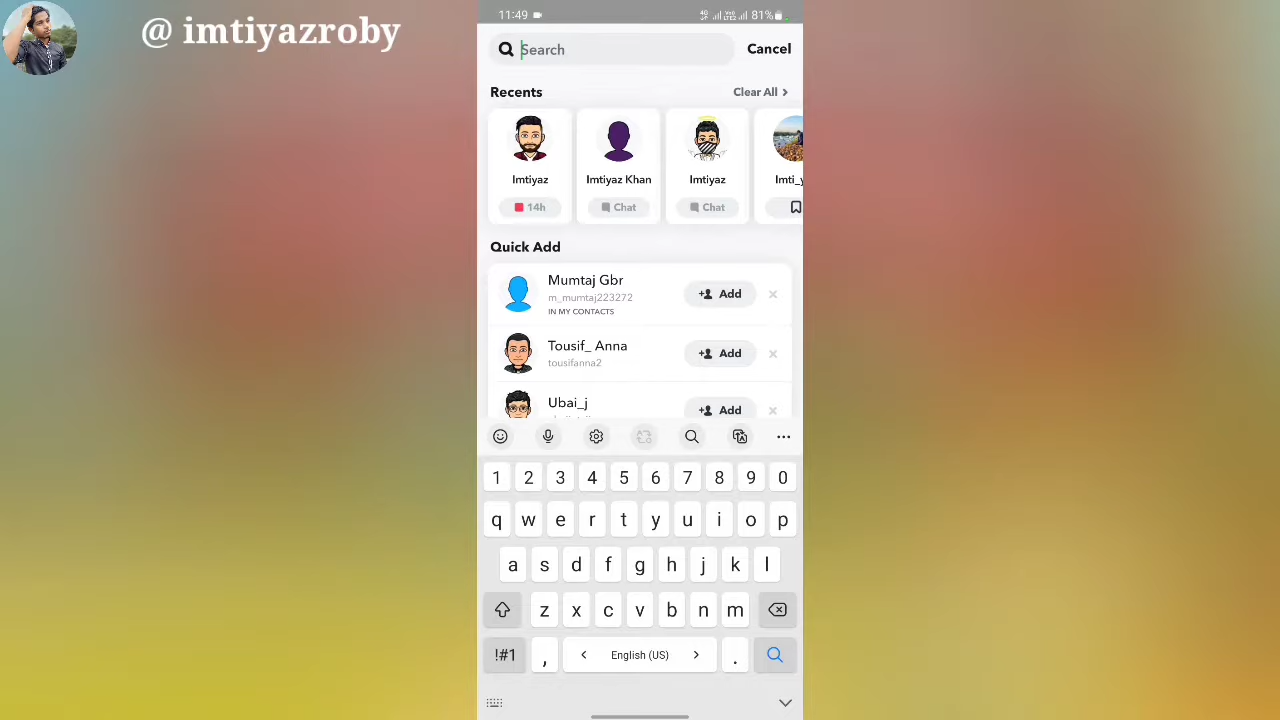 @ imtiyazroby
11:49
81%
Search
Cancel
Recents
Clear All >
Imtiyaz
Imtiyaz Khan
Imtiyaz
Imti_y
14h
Chat
Chat
Quick Add
Mumtaj Gbr
m_mumtaj223272
IN MY CONTACTS
Add
Tousif_ Anna
tousifanna2
Add
Ubai_j
Add
1 2 3 4 5 6 7 8 9 0
q w e r t y u i o p
a s d f g h j k l
z x c v b n m
!#1 , < English (US) > .